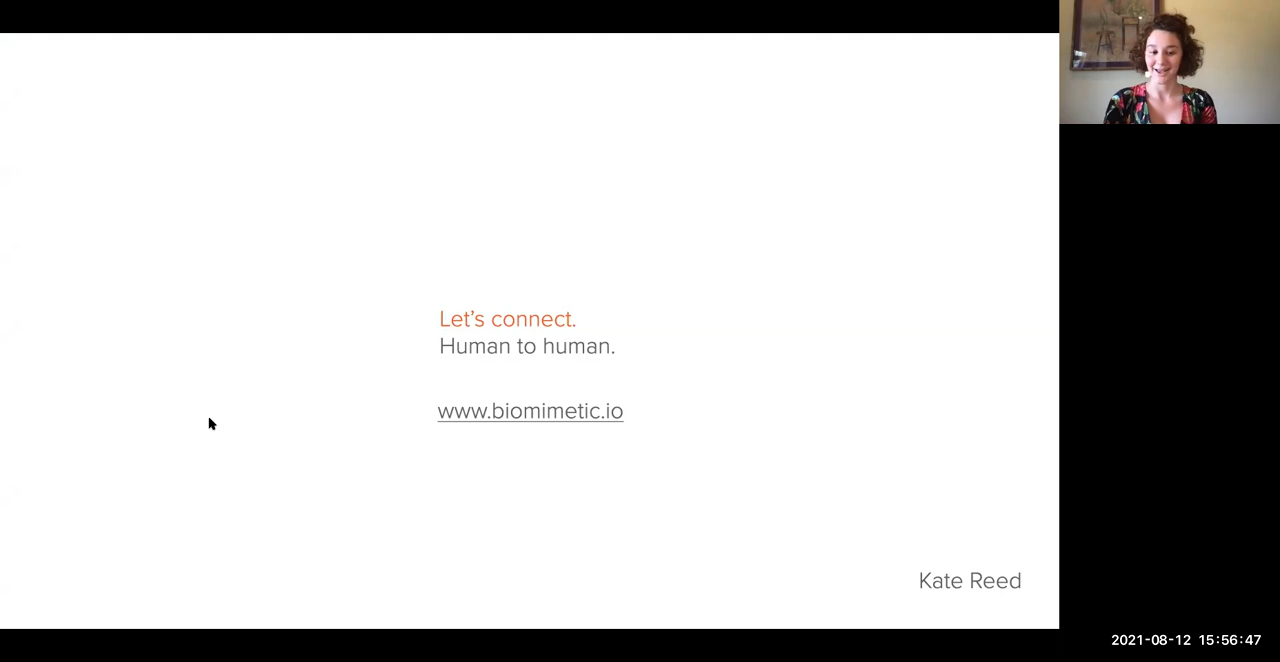 Let’s connect.
Human to human.
www.biomimetic.io
Kate Reed
2021-08-12 15:56:47